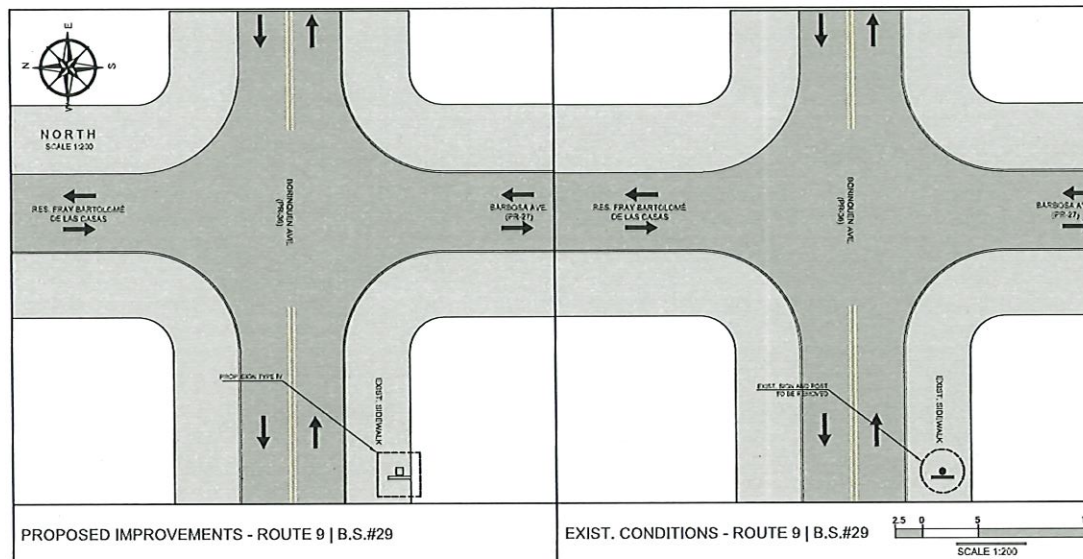 E
N
S
W
NORTH
SCALE 1:200
RES. FRAY BARTOLOMÉ
DE LAS CASAS
BORINQUEN AVE.
(PR-36)
BARBOSA AVE.
(PR-27)
EXIST. SIDEWALK
PROPOSED IMPROVEMENTS - ROUTE 9 | B.S.#29
RES. FRAY BARTOLOMÉ
DE LAS CASAS
BORINQUEN AVE.
(PR-36)
BARBOSA AV
(PR-27)
EXIST. SIGN AND POST
TO BE REMOVED
EXIST. SIDEWALK
EXIST. CONDITIONS - ROUTE 9 | B.S.#29
2.5 0 5
SCALE 1:200